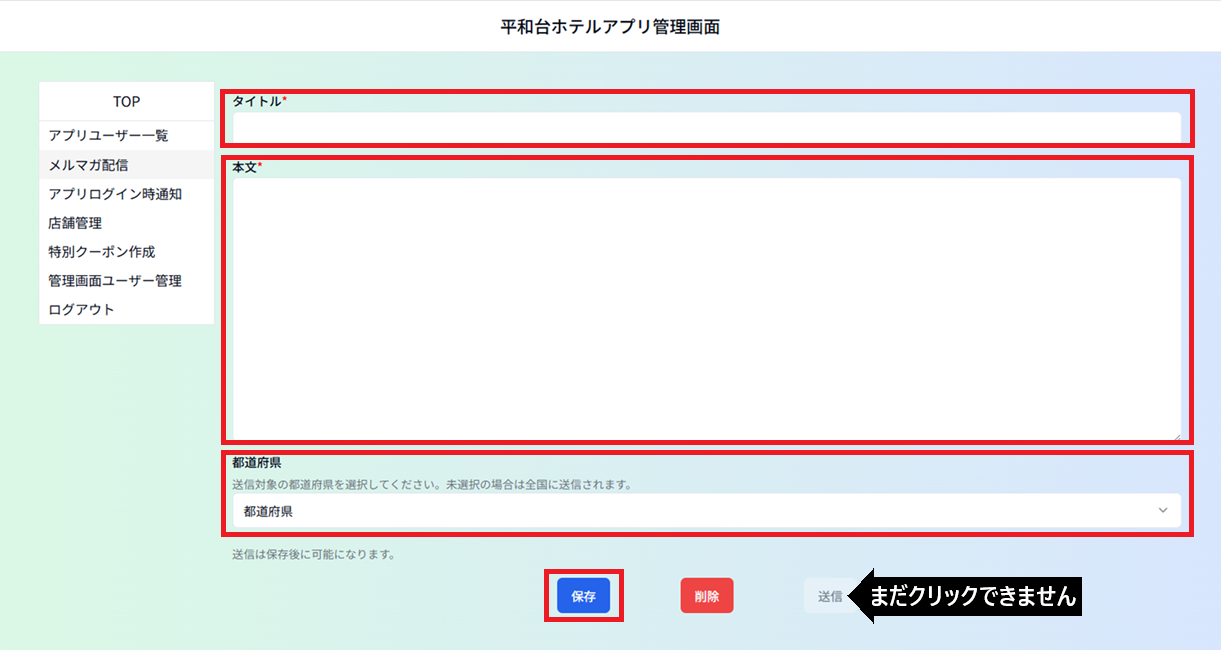 平和台ホテルアプリ管理画面
TOP
アプリユーザー一覧
メルマガ配信
アプリログイン時通知
店舗管理
特別クーポン作成
管理画面ユーザー管理
ログアウト
タイトル*
本文*
都道府県
送信対象の都道府県を選択してください。未選択の場合は全国に送信されます。
都道府県
送信は保存後に可能になります。
保存
削除
送信
まだクリックできません